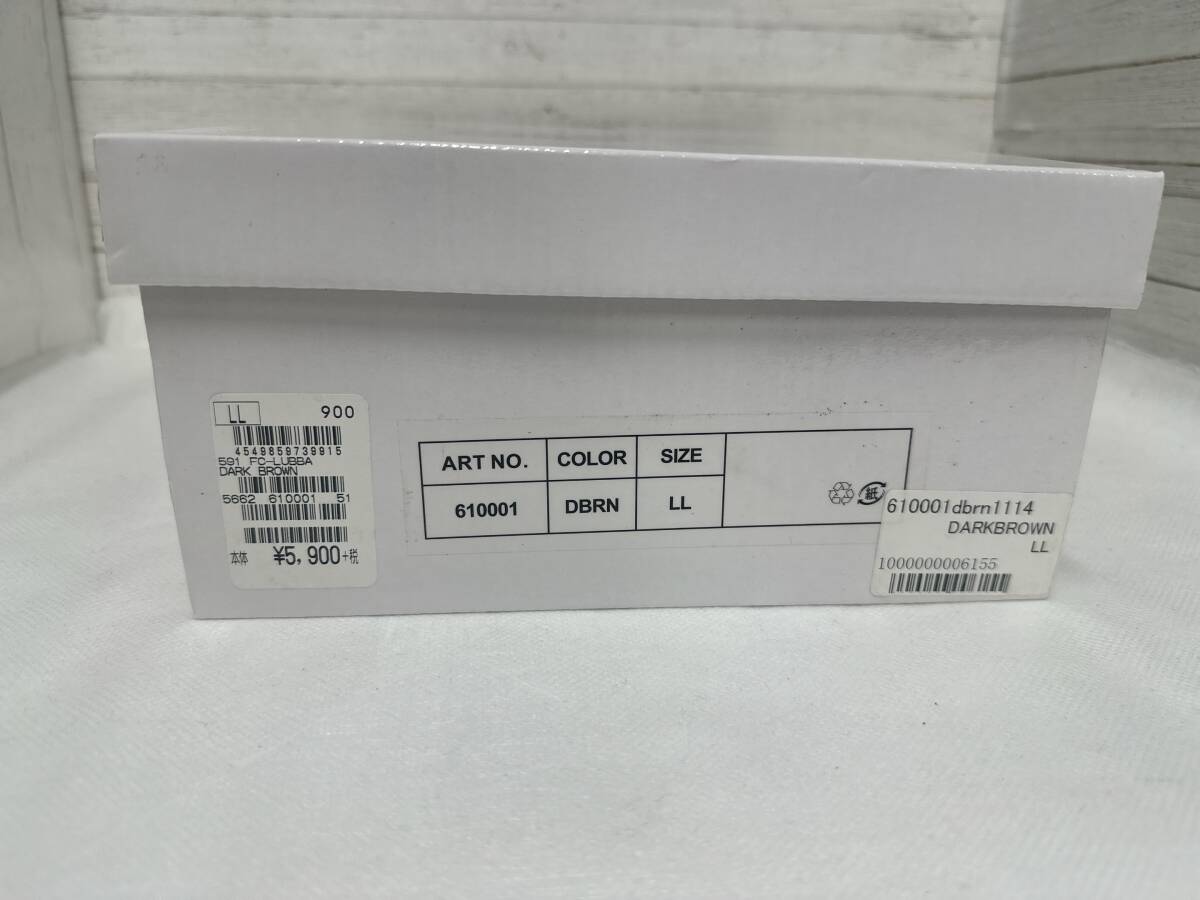 LL 900
4549859739915
591 FC-LUBBA
DARK BROWN
5662 610001 51
本体 ¥5,900+税
ART NO. COLOR SIZE
610001 DBRN LL
紙
610001dbrn1114
DARKBROWN
LL
1000000006155